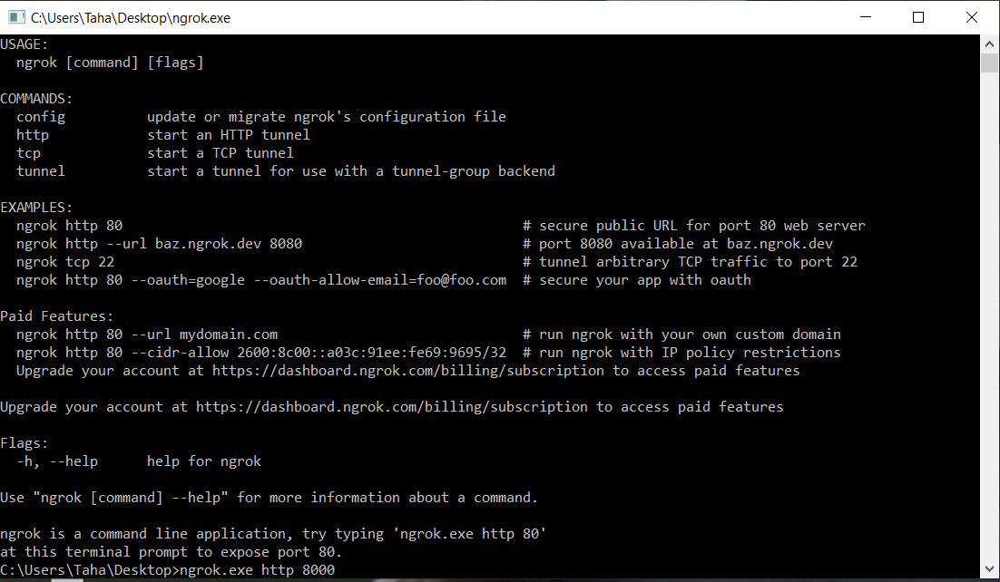 C:\Users\Taha\Desktop\ngrok.exe
USAGE:
  ngrok [command] [flags]

COMMANDS:
  config          update or migrate ngrok's configuration file
  http            start an HTTP tunnel
  tcp             start a TCP tunnel
  tunnel          start a tunnel for use with a tunnel-group backend

EXAMPLES:
  ngrok http 80                                                 # secure public URL for port 80 web server
  ngrok http --url baz.ngrok.dev 8080                           # port 8080 available at baz.ngrok.dev
  ngrok tcp 22                                                  # tunnel arbitrary TCP traffic to port 22
  ngrok http 80 --oauth=google --oauth-allow-email=foo@foo.com  # secure your app with oauth

Paid Features:
  ngrok http 80 --url mydomain.com                              # run ngrok with your own custom domain
  ngrok http 80 --cidr-allow 2600:8c00::a03c:91ee:fe69:9695/32  # run ngrok with IP policy restrictions
  Upgrade your account at https://dashboard.ngrok.com/billing/subscription to access paid features

Upgrade your account at https://dashboard.ngrok.com/billing/subscription to access paid features

Flags:
  -h, --help      help for ngrok

Use "ngrok [command] --help" for more information about a command.

ngrok is a command line application, try typing 'ngrok.exe http 80'
at this terminal prompt to expose port 80.
C:\Users\Taha\Desktop>ngrok.exe http 8000